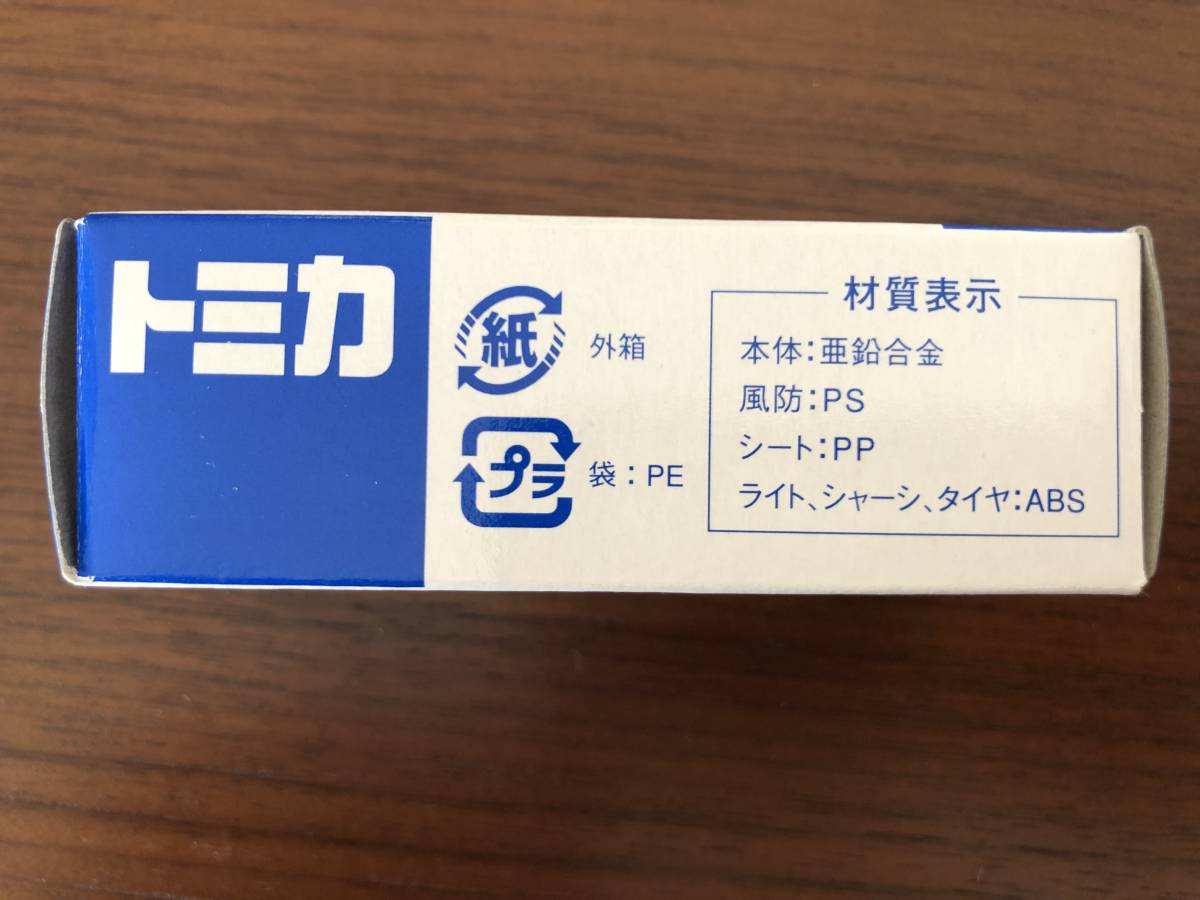 トミカ
紙 外箱
プラ 袋：PE
材質表示
本体：亜鉛合金
風防：PS
シート：PP
ライト、シャーシ、タイヤ：ABS